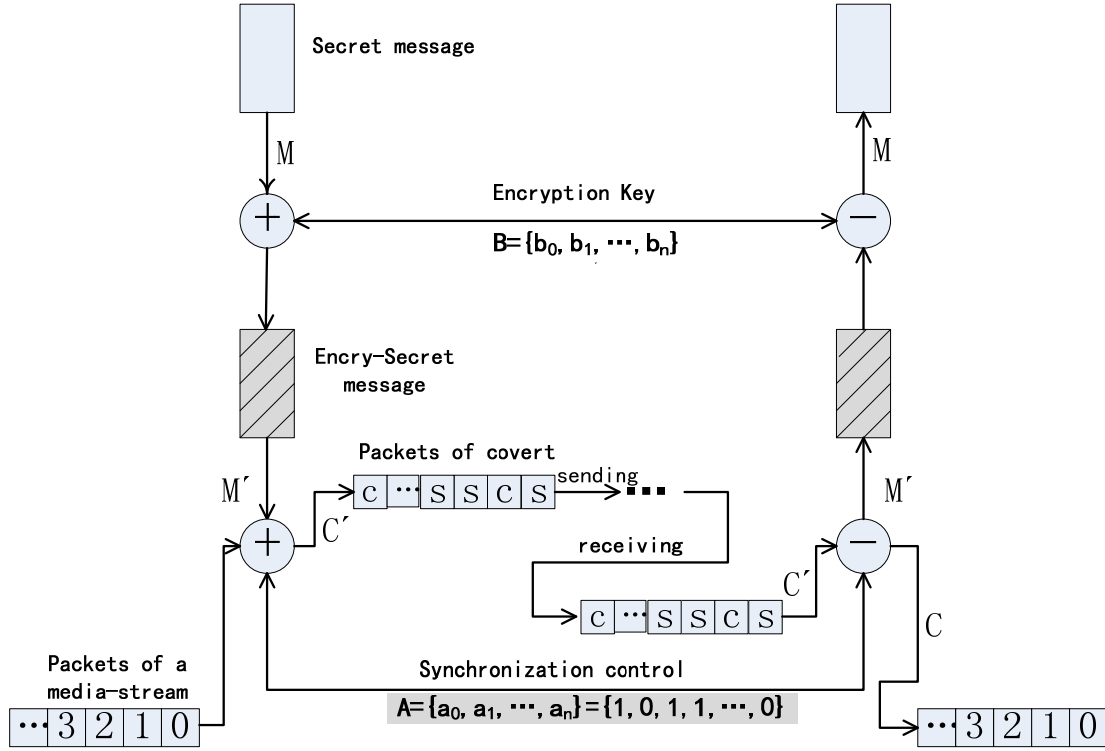 Secret message
M
M
+
Encryption Key
−
B={b₀, b₁, ···, bₙ}
Encry-Secret
message
Packets of covert
c ··· s s c s
sending
···
M´
M´
C´
+
−
receiving
C´
c ··· s s c s
C
Packets of a
media-stream
Synchronization control
A={a₀, a₁, ···, aₙ}={1, 0, 1, 1, ···, 0}
··· 3 2 1 0
··· 3 2 1 0